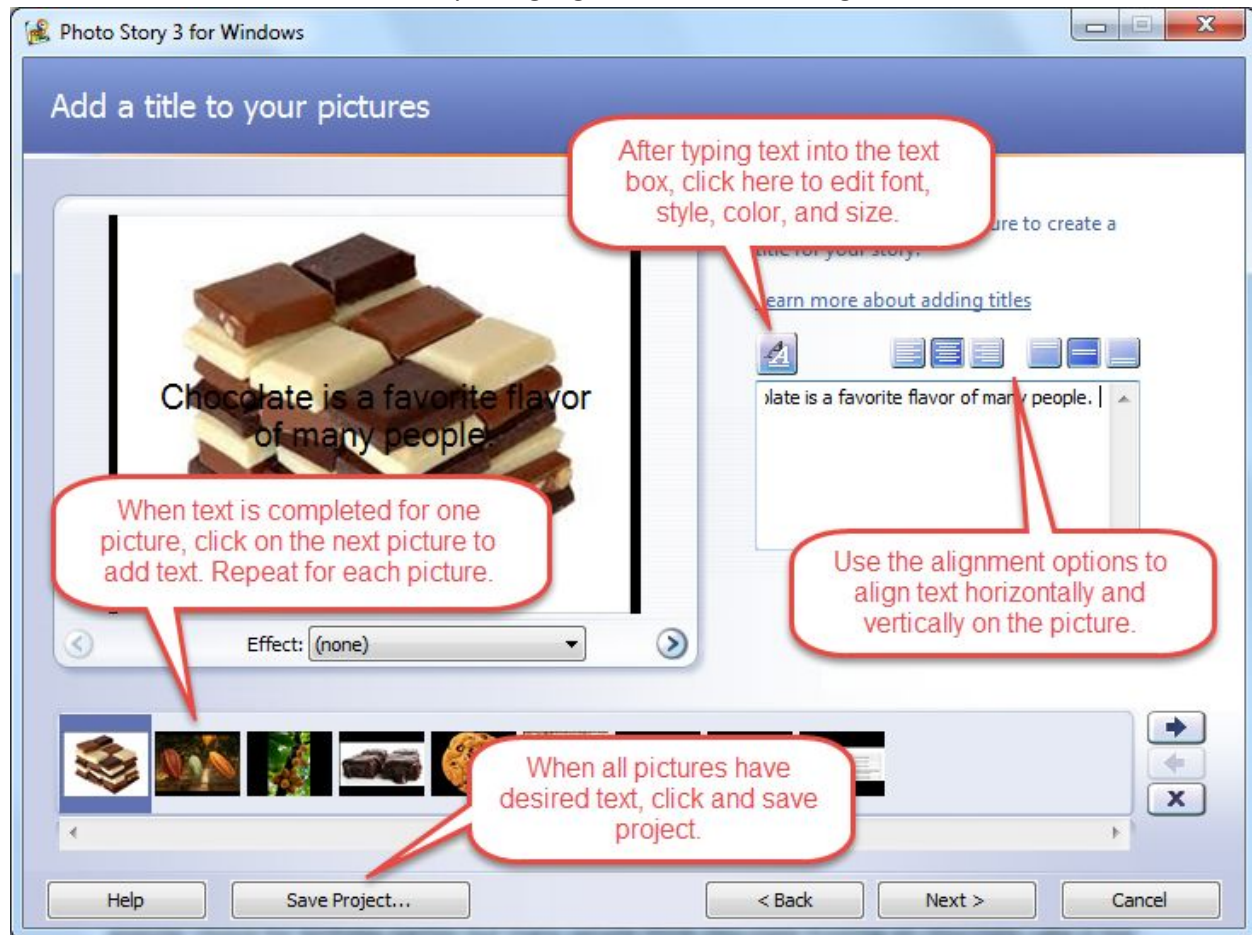 Photo Story 3 for Windows
Add a title to your pictures
After typing text into the text
box, click here to edit font,
style, color, and size.
to create a
your story.
Learn more about adding titles
Chocolate is a favorite flavor
of many people.
late is a favorite flavor of many people.
When text is completed for one
picture, click on the next picture to
add text. Repeat for each picture.
Use the alignment options to
align text horizontally and
vertically on the picture.
Effect: (none)
When all pictures have
desired text, click and save
project.
Help
Save Project...
< Back
Next >
Cancel